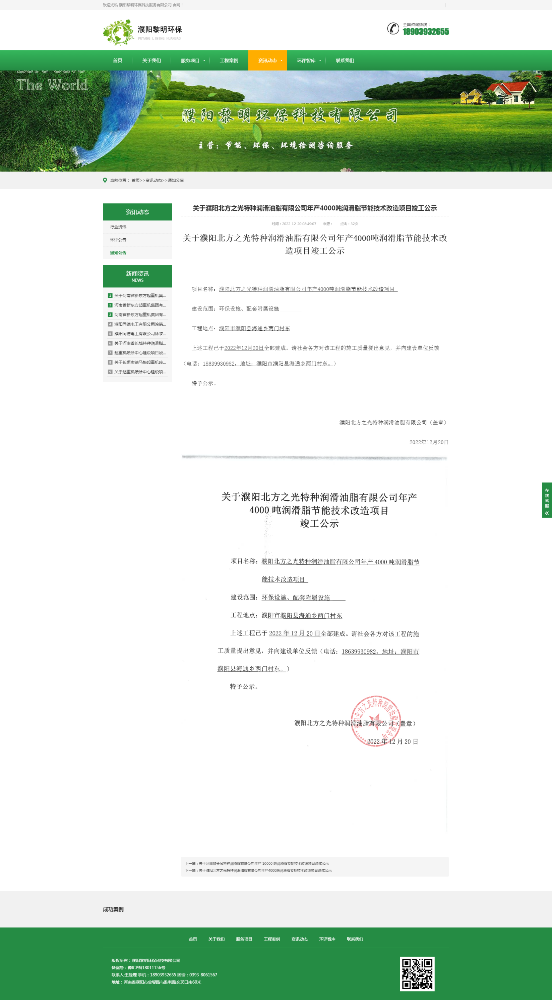 欢迎光临 濮阳黎明环保科技服务有限公司 官网！
濮阳黎明环保
PUYANG LIMING HUANBAO
全国咨询热线：
18903932655
首页
关于我们
服务项目
工程案例
资讯动态
环评智库
联系我们
The World
濮阳黎明环保科技有限公司
主营：节能、环保、环境检测咨询服务
当前位置： 首页>>资讯动态>>通知公告
资讯动态
行业资讯
环评公告
通知公告
新闻资讯
NEWS
1 关于河南省新东方起重机集...
2 河南省新东方起重机集团有...
3 河南省新东方起重机集团有...
4 濮阳同德电工有限公司涂装...
5 濮阳同德电工有限公司涂装...
6 关于河南省长城特种润滑脂...
7 起重机喷涂中心建设项目竣...
8 关于长垣市德马格起重机喷...
9 关于起重机喷涂中心建设项...
关于濮阳北方之光特种润滑油脂有限公司年产4000吨润滑脂节能技术改造项目竣工公示
时间：2022-12-20 08:49:07 来源： 点击：32次
关于濮阳北方之光特种润滑油脂有限公司年产4000吨润滑脂节能技术改
造项目竣工公示
项目名称：濮阳北方之光特种润滑油脂有限公司年产4000吨润滑脂节能技术改造项目
建设范围：环保设施、配套附属设施
工程地点：濮阳市濮阳县海通乡两门村东
上述工程已于2022年12月20日全部建成。请社会各方对该工程的施工质量提出意见，并向建设单位反馈
（电话：18639930982，地址：濮阳市濮阳县海通乡两门村东。）
特予公示。
濮阳北方之光特种润滑油脂有限公司（盖章）
2022年12月20日
关于濮阳北方之光特种润滑油脂有限公司年产
4000 吨润滑脂节能技术改造项目
竣工公示
项目名称：濮阳北方之光特种润滑油脂有限公司年产 4000 吨润滑脂节
能技术改造项目
建设范围：环保设施、配套附属设施
工程地点：濮阳市濮阳县海通乡两门村东
上述工程已于 2022 年 12 月 20 日全部建成。请社会各方对该工程的施
工质量提出意见，并向建设单位反馈（电话：18639930982，地址：濮阳市
濮阳县海通乡两门村东。）
特予公示。
濮阳北方之光特种润滑油脂有限公司
濮阳北方之光特种润滑油脂有限公司（盖章）
2022 年 12 月 20 日
在线客服
上一篇：关于河南省长城特种润滑脂有限公司年产 10000 吨润滑脂节能技术改造项目调试公示
下一篇：关于濮阳北方之光特种润滑油脂有限公司年产4000吨润滑脂节能技术改造项目调试公示
成功案例
首页 关于我们 服务项目 工程案例 资讯动态 环评智库 联系我们
版权所有：濮阳黎明环保科技有限公司
备案号：豫ICP备18011156号
联系人:王经理 手机：18903932655 固话：0393-8061567
地址：河南省濮阳市金堤路与胜利路交叉口南60米